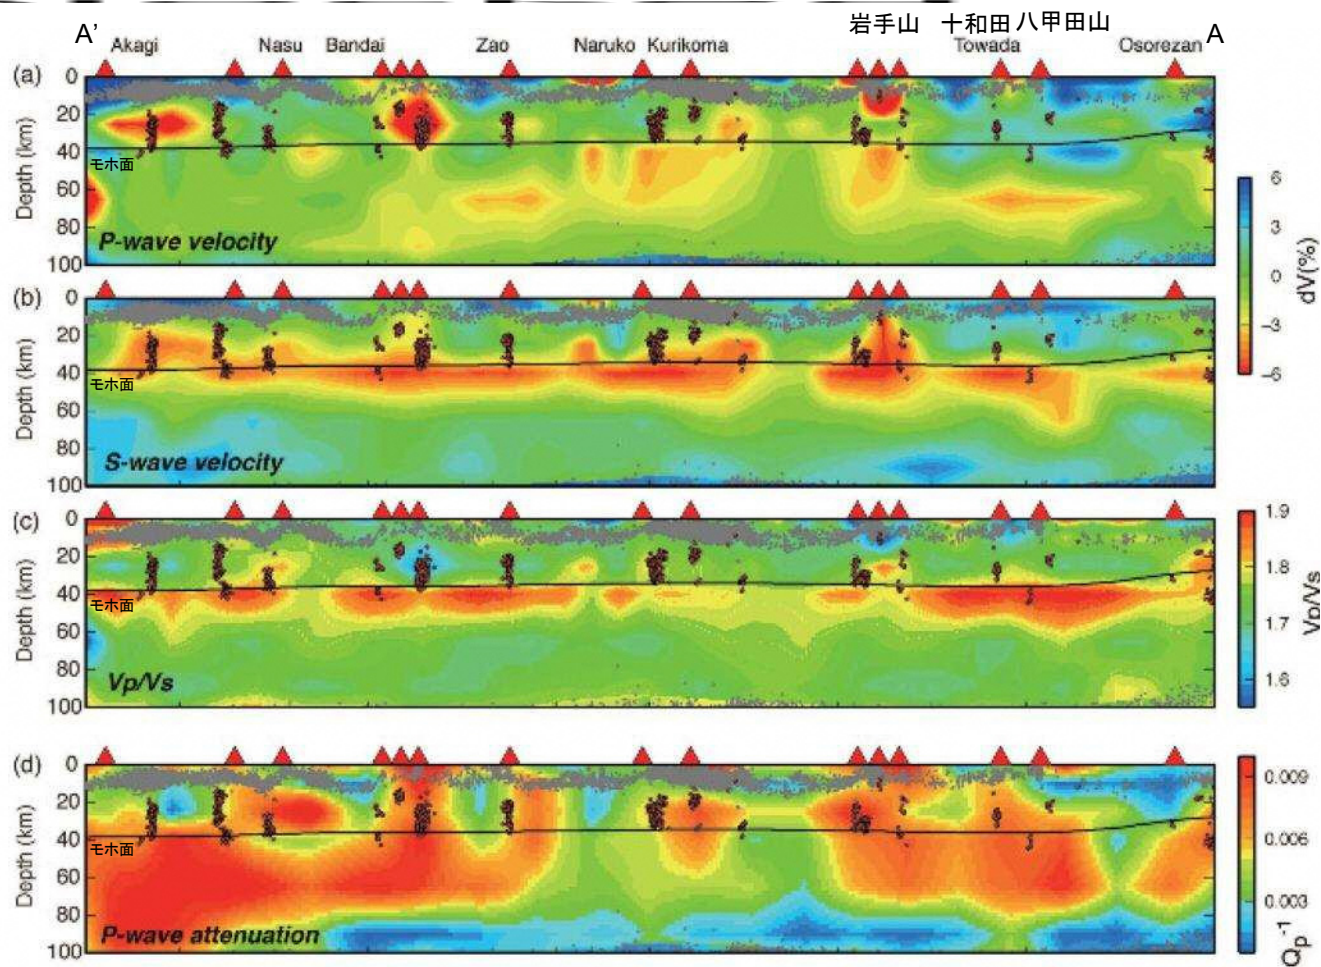 岩手山 十和田 八甲田山
A' Akagi Nasu Bandai Zao Naruko Kurikoma Towada Osorezan A
(a)
0
20
40
60
80
100
Depth (km)
モホ面
P-wave velocity
(b)
0
20
40
60
80
100
Depth (km)
モホ面
S-wave velocity
6
3
0
−3
−6
dV(%)
(c)
0
20
40
60
80
100
Depth (km)
モホ面
Vp/Vs
1.9
1.8
1.7
1.6
Vp/Vs
(d)
0
20
40
60
80
100
Depth (km)
モホ面
P-wave attenuation
0.009
0.006
0.003
Qp⁻¹